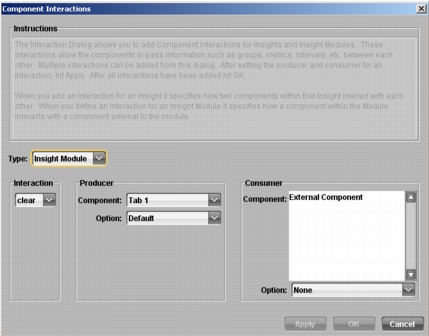 Component Interactions
Instructions
The Interaction Dialog allows you to add Component Interactions for Insights and Insight Modules. These
interactions allow the components to pass information such as groups, metrics, intervals, etc. between each
other. Multiple interactions can be added from this dialog. After setting the producer and consumer for an
interaction, hit Apply. After all interactions have been added hit OK.
When you add an Interaction for an Insight it specifies how two components within that Insight interact with each
other. When you define an Interaction for an Insight Module it specifies how a component within the Module
interacts with a component external to the module.
Type: Insight Module
Interaction
clear
Producer
Component: Tab 1
Option: Default
Consumer
Component: External Component
Option: None
Apply OK Cancel